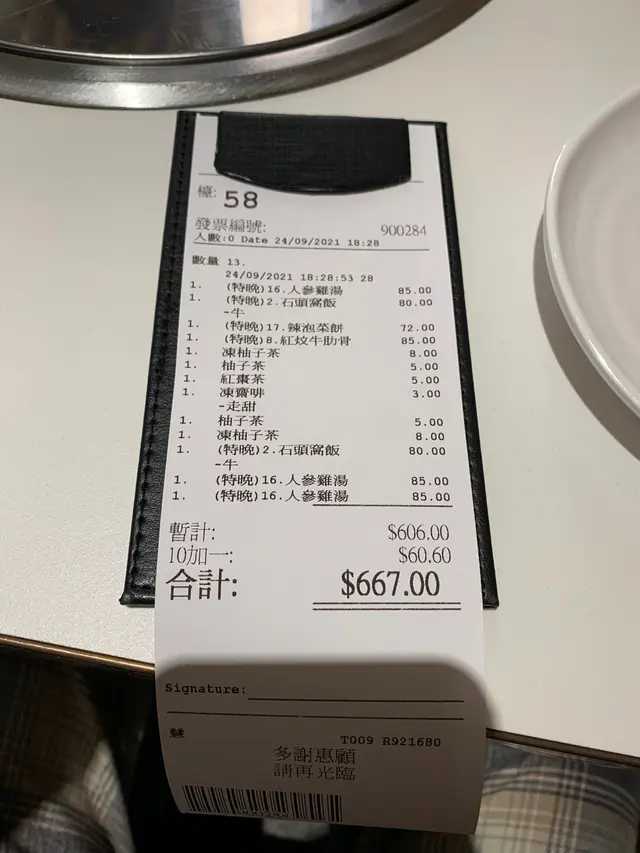 檯: 58
發票編號: 900284
人數:0 Date 24/09/2021 18:28
數量 13.
24/09/2021 18:28:53 28
1. (特晚)16.人參雞湯 85.00
1. (特晚)2.石頭窩飯 80.00
-牛
1. (特晚)17.辣泡菜餅 72.00
1. (特晚)8.紅炆牛肋骨 85.00
1. 凍柚子茶 8.00
1. 柚子茶 5.00
1. 紅棗茶 5.00
1. 凍齋啡 3.00
-走甜
1. 柚子茶 5.00
1. 凍柚子茶 8.00
1. (特晚)2.石頭窩飯 80.00
-牛
1. (特晚)16.人參雞湯 85.00
1. (特晚)16.人參雞湯 85.00
暫計: $606.00
10加一: $60.60
合計: $667.00
Signature:
T009 R921680
多謝惠顧
請再光臨